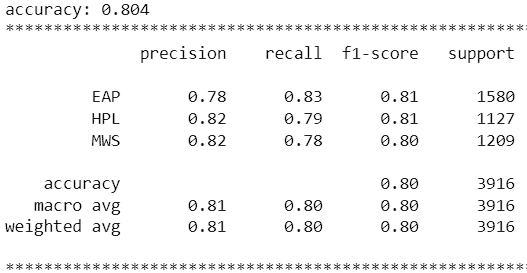 accuracy: 0.804
******************************************************
precision recall f1-score support
EAP 0.78 0.83 0.81 1580
HPL 0.82 0.79 0.81 1127
MWS 0.82 0.78 0.80 1209
accuracy 0.80 3916
macro avg 0.81 0.80 0.80 3916
weighted avg 0.81 0.80 0.80 3916
******************************************************